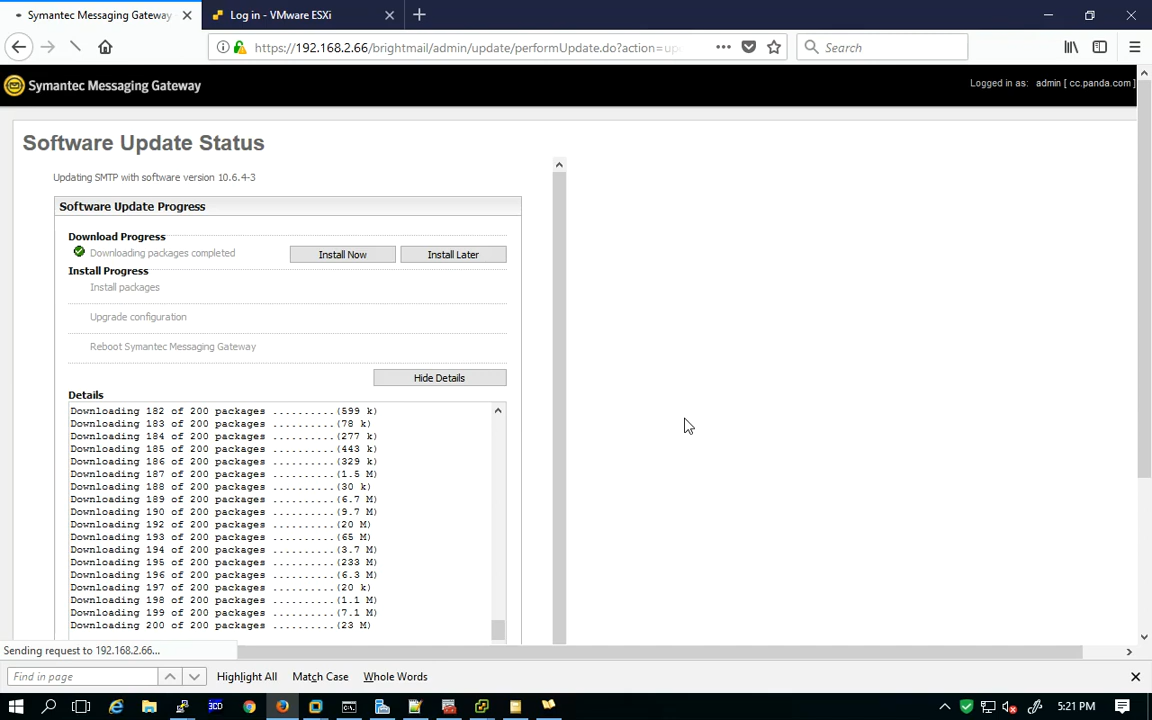 Symantec Messaging Gateway
Log in - VMware ESXi
https://192.168.2.66/brightmail/admin/update/performUpdate.do?action=up
Search
Symantec Messaging Gateway
Logged in as: admin [ cc.panda.com ]
Software Update Status
Updating SMTP with software version 10.6.4-3
Software Update Progress
Download Progress
Downloading packages completed
Install Now
Install Later
Install Progress
Install packages
Upgrade configuration
Reboot Symantec Messaging Gateway
Hide Details
Details
Downloading 182 of 200 packages ..........(599 k)
Downloading 183 of 200 packages ..........(78 k)
Downloading 184 of 200 packages ..........(277 k)
Downloading 185 of 200 packages ..........(443 k)
Downloading 186 of 200 packages ..........(329 k)
Downloading 187 of 200 packages ..........(1.5 M)
Downloading 188 of 200 packages ..........(30 k)
Downloading 189 of 200 packages ..........(6.7 M)
Downloading 190 of 200 packages ..........(9.7 M)
Downloading 192 of 200 packages ..........(20 M)
Downloading 193 of 200 packages ..........(65 M)
Downloading 194 of 200 packages ..........(3.7 M)
Downloading 195 of 200 packages ..........(233 M)
Downloading 196 of 200 packages ..........(6.3 M)
Downloading 197 of 200 packages ..........(20 k)
Downloading 198 of 200 packages ..........(1.1 M)
Downloading 199 of 200 packages ..........(7.1 M)
Downloading 200 of 200 packages ..........(23 M)
Sending request to 192.168.2.66...
Find in page
Highlight All
Match Case
Whole Words
5:21 PM